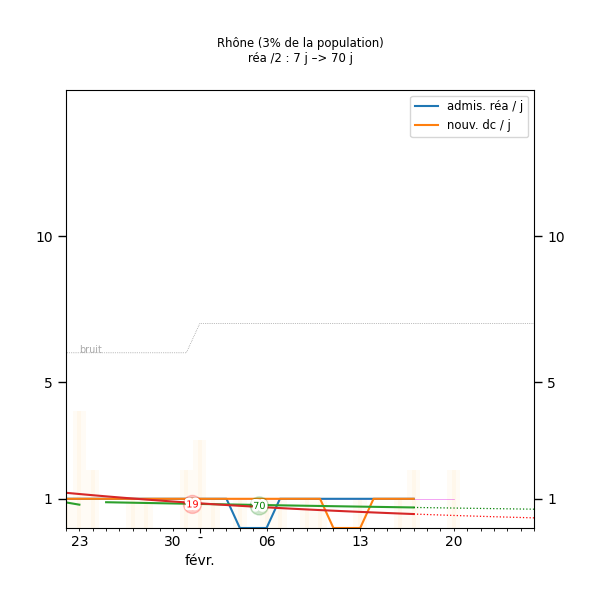 Rhône (3% de la population)
réa /2 : 7 j –> 70 j
admis. réa / j
nouv. dc / j
10 10
bruit
5 5
1 19 70 1
23 30 - 06 13 20
févr.